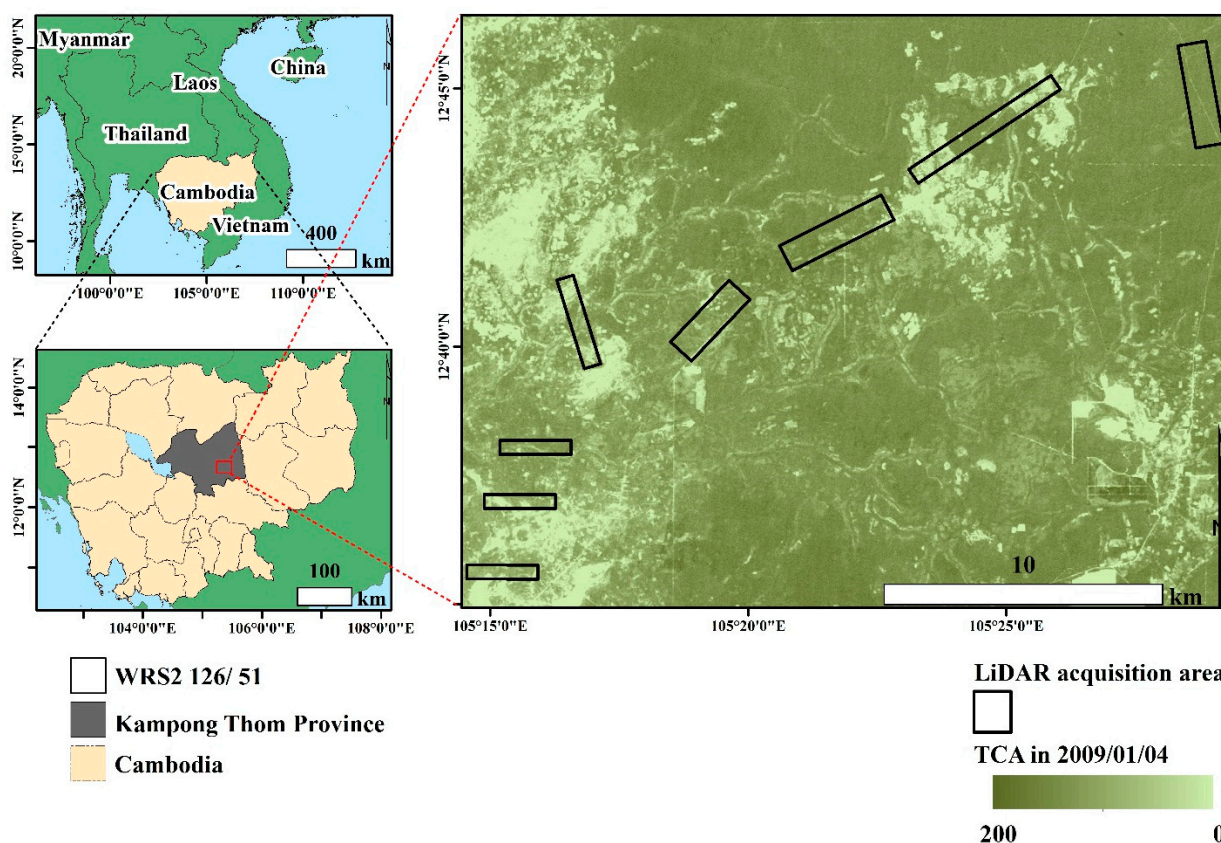 Myanmar
China
Laos
Thailand
Cambodia
Vietnam
400
km
20°0'0"N
15°0'0"N
10°0'0"N
100°0'0"E 105°0'0"E 110°0'0"E
14°0'0"N
12°0'0"N
100
km
104°0'0"E 106°0'0"E 108°0'0"E
12°45'0"N
12°40'0"N
N
10
km
105°15'0"E 105°20'0"E 105°25'0"E
WRS2 126/ 51
Kampong Thom Province
Cambodia
LiDAR acquisition area
TCA in 2009/01/04
200 0